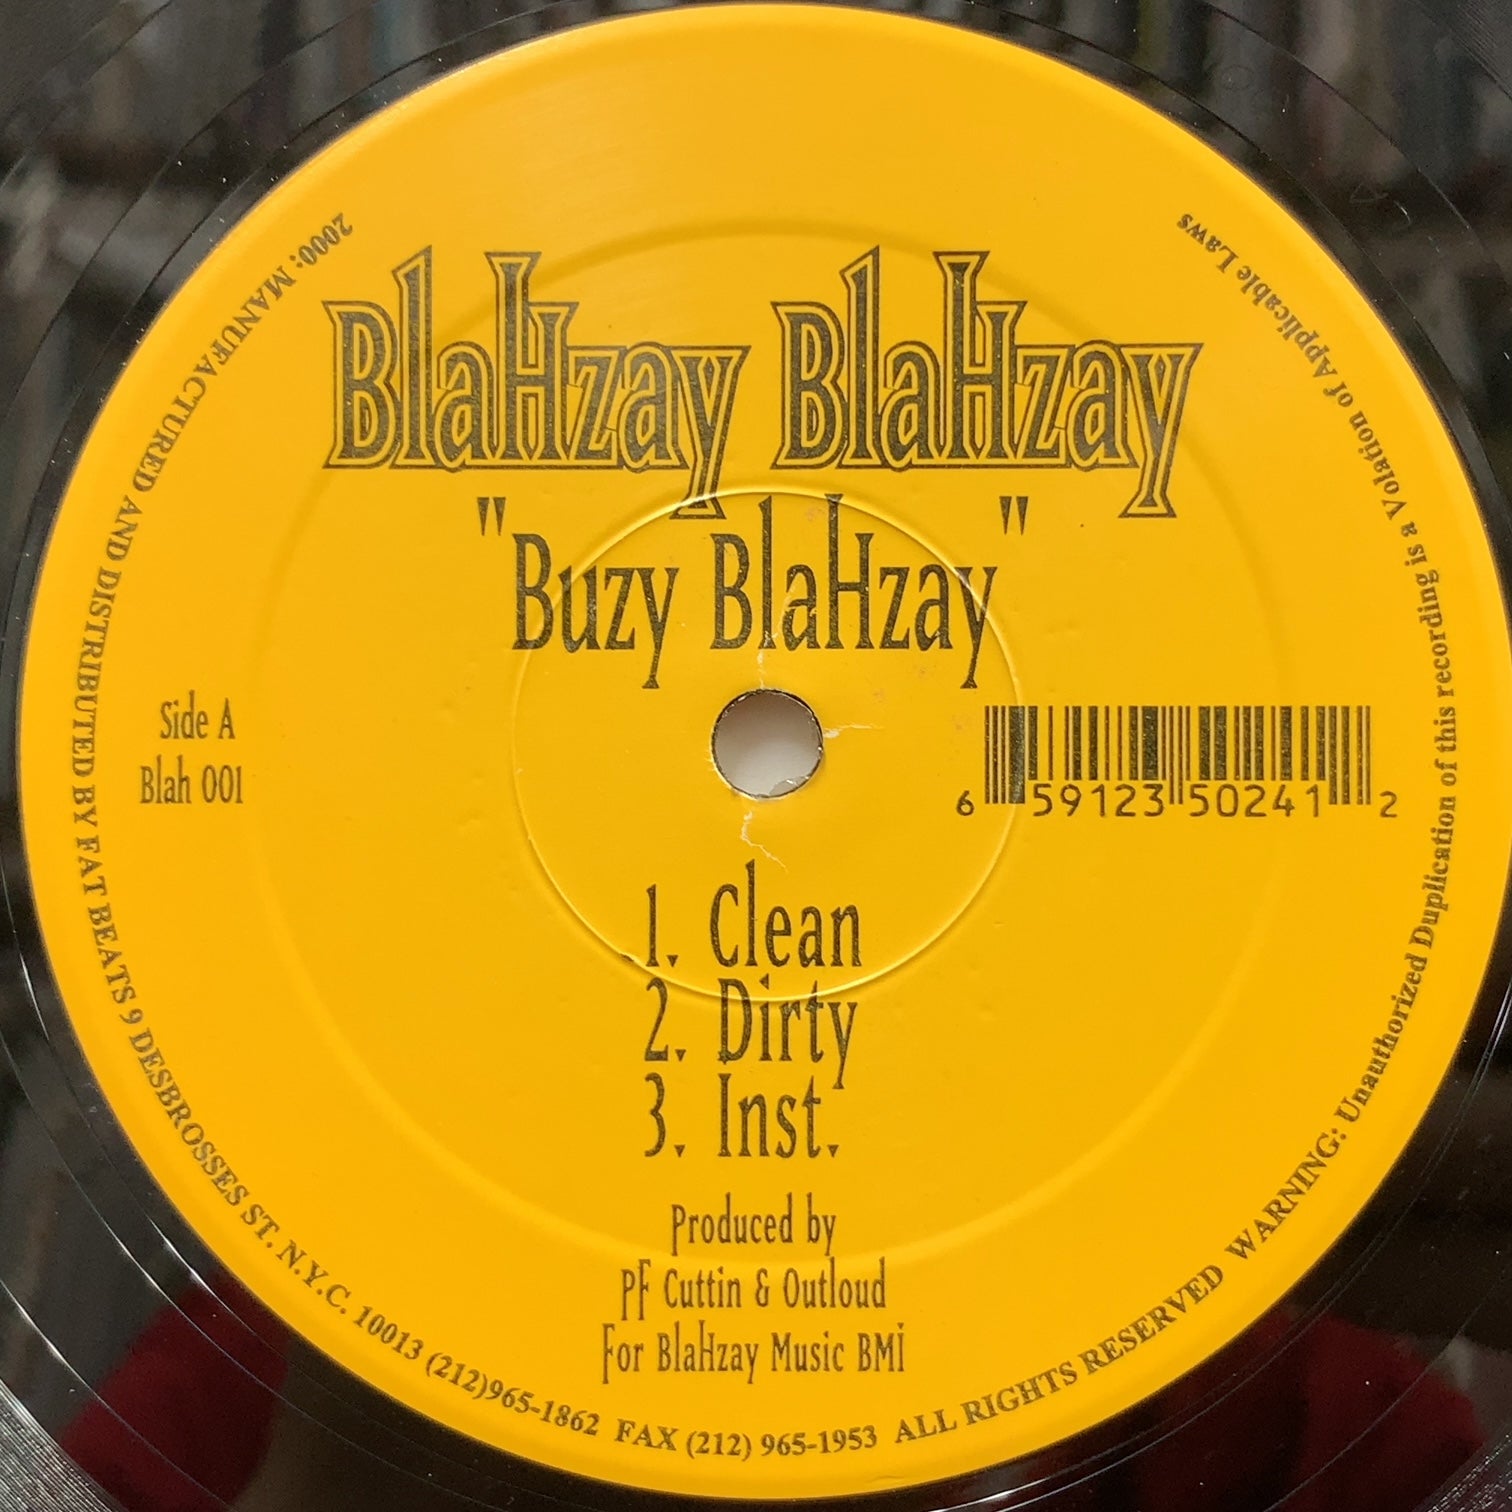 BlaHzay BlaHzay
"Buzy BlaHzay"
Side A
Blah 001
6 59123 50241 2
1. Clean
2. Dirty
3. Inst.
Produced by
PF Cuttin & Outloud
For BlaHzay Music BMi
2000: MANUFACTUREED AND DISTRIBUTED BY FAT BEATS 9 DESBROSSES ST. N.Y.C. 10013 (212)965-1862 FAX (212) 965-1953 ALL RIGHTS RESERVED WARNING: Unauthorized Duplication of this recording is a Volation of Applicable Laws